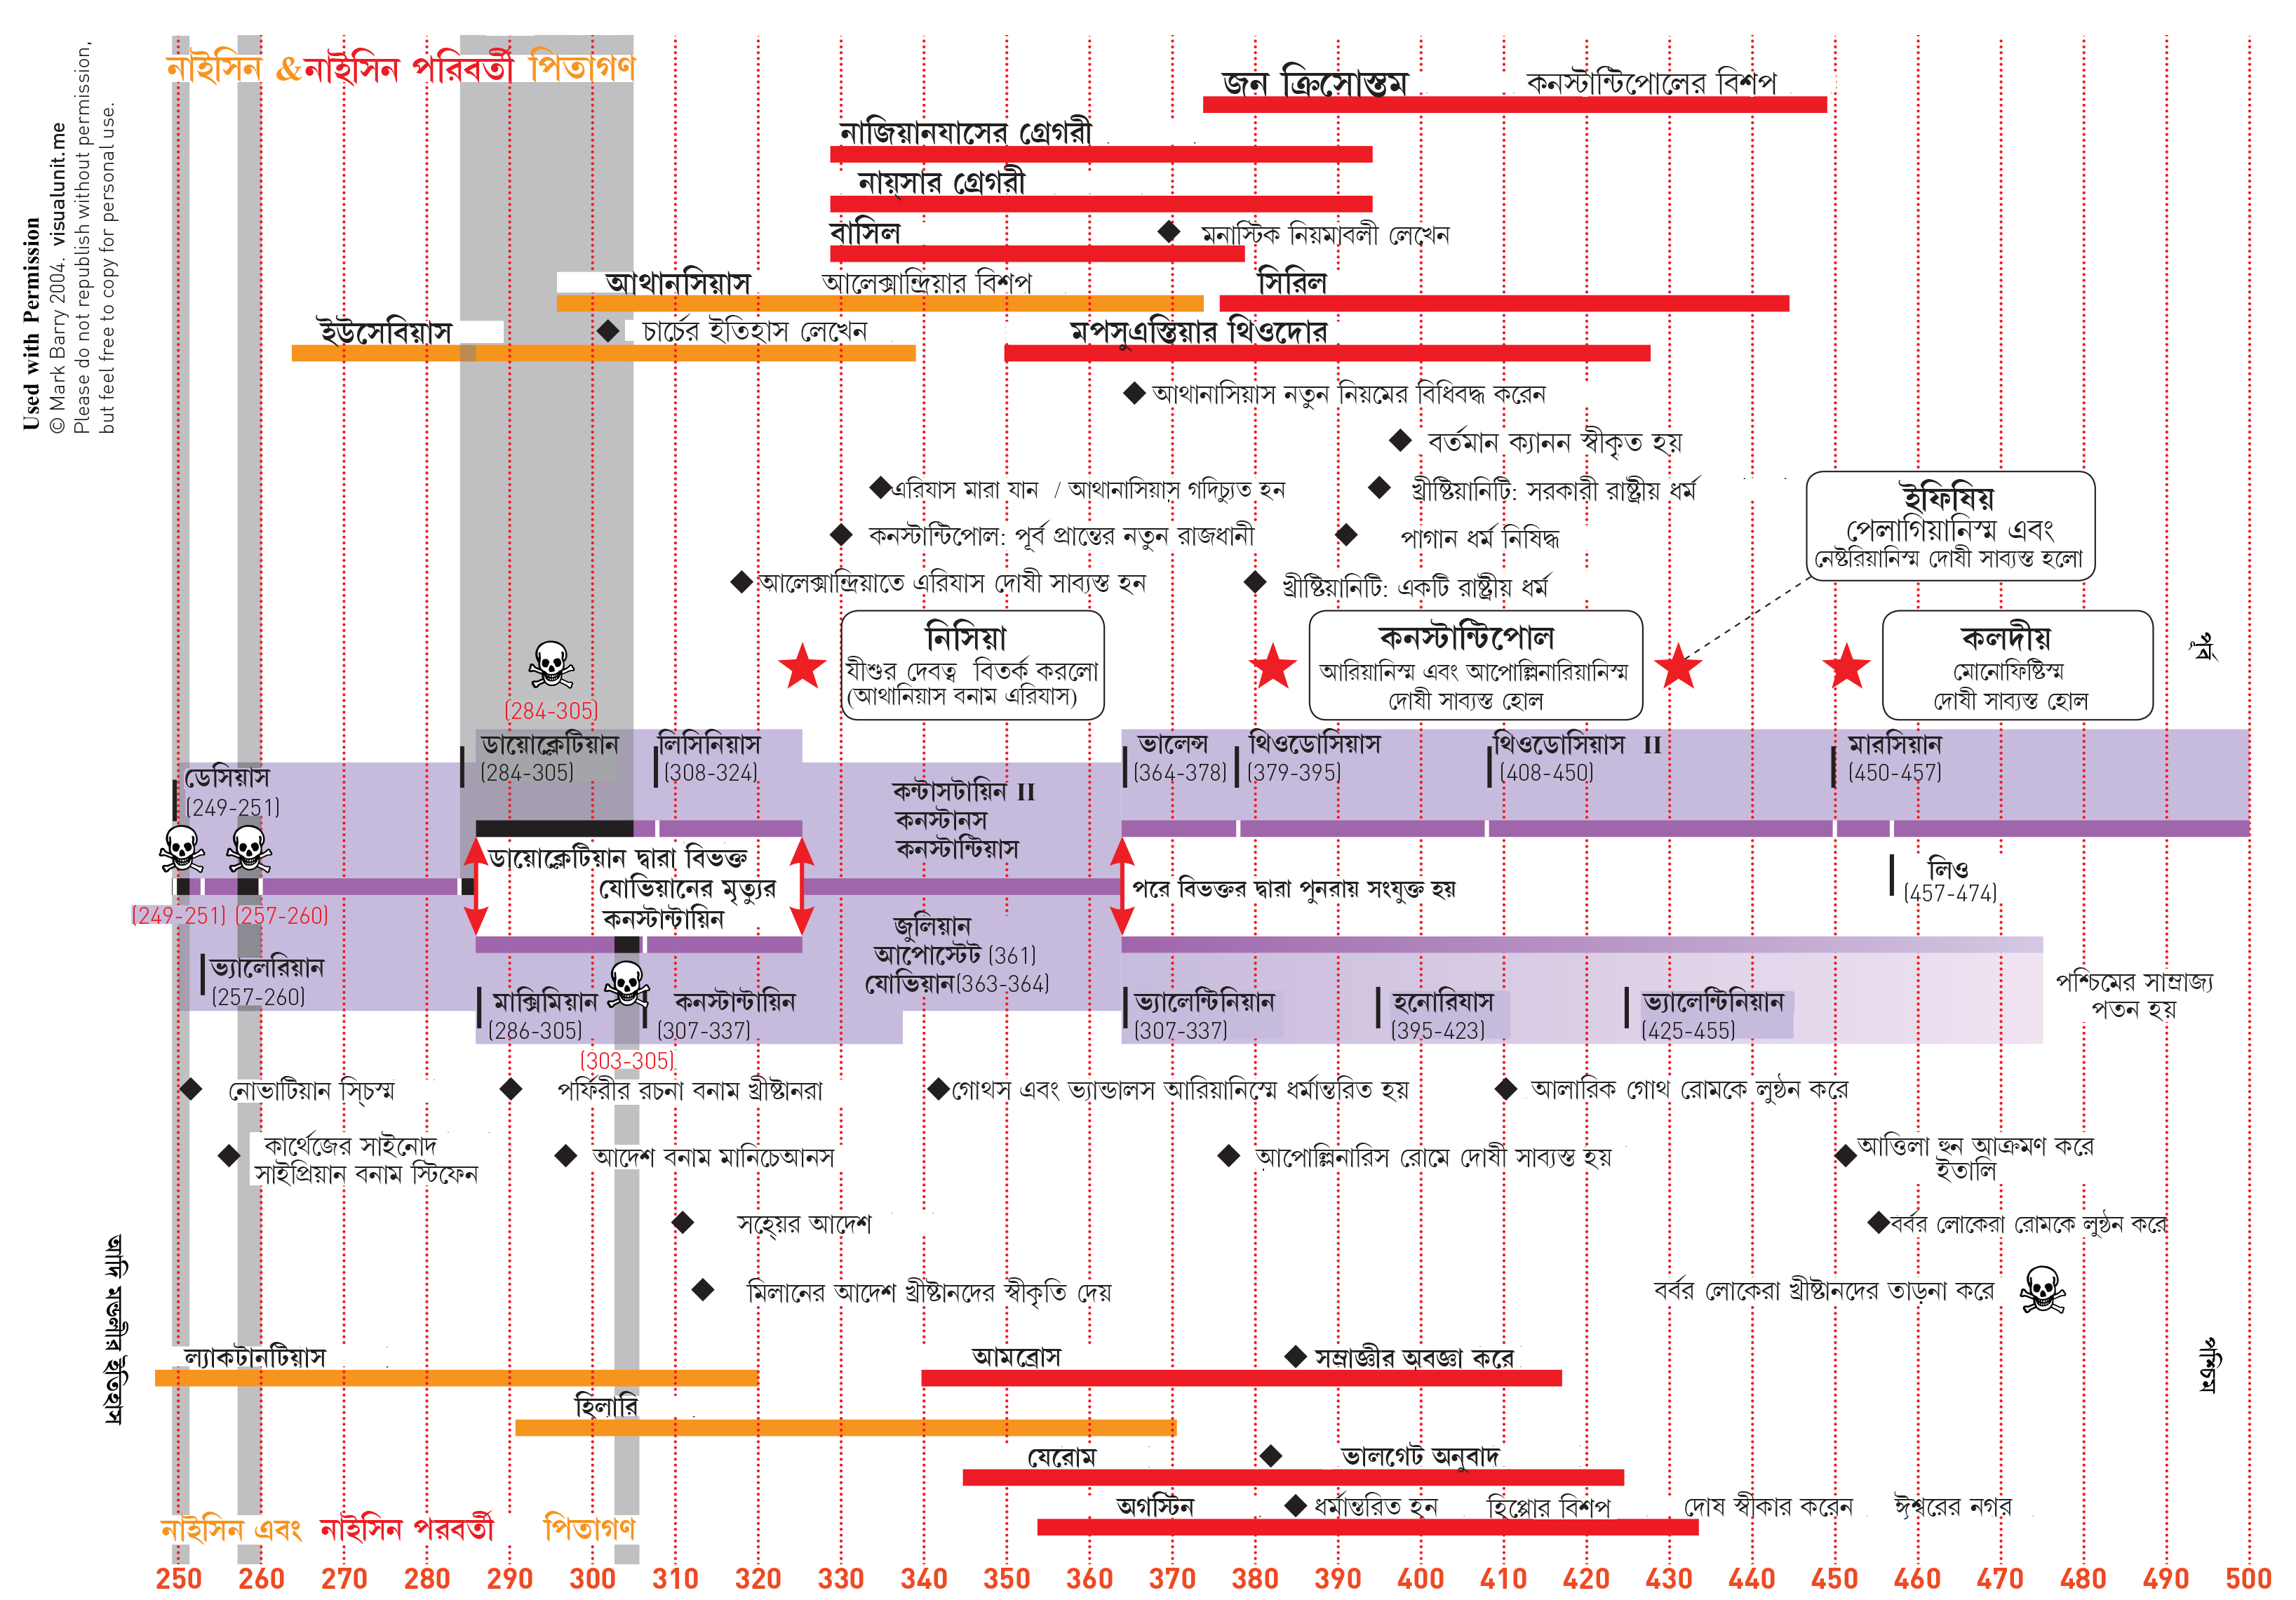 নাইসিন & নাইসিন পরিবর্তী পিতাগণ
Used with Permission
© Mark Barry 2004. visualunit.me
Please do not republish without permission,
but feel free to copy for personal use.
জন ক্রিসোস্তম কনস্টান্টিপোলের বিশপ
নাজিয়ানযাসের গ্রেগরী
নায়্সার গ্রেগরী
বাসিল
মনাস্টিক নিয়মাবলী লেখেন
আথানসিয়াস আলেক্সান্দ্রিয়ার বিশপ
সিরিল
ইউসেবিয়াস
চার্চের ইতিহাস লেখেন
মপসুএস্তিয়ার থিওদোর
আথানাসিয়াস নতুন নিয়মের বিধিবদ্ধ করেন
বর্তমান ক্যানন স্বীকৃত হয়
এরিযাস মারা যান / আথানাসিয়াস গদিচ্যুত হন
খ্রীষ্টিয়ানিটি: সরকারী রাষ্ট্রীয় ধর্ম
কনস্টান্টিপোল: পূর্ব প্রান্তের নতুন রাজধানী
পাগান ধর্ম নিষিদ্ধ
আলেক্সান্দ্রিয়াতে এরিযাস দোষী সাব্যস্ত হন
খ্রীষ্টিয়ানিটি: একটি রাষ্ট্রীয় ধর্ম
ইফিষিয়
পেলাগিয়ানিস্ম এবং
নেষ্টরিয়ানিস্ম দোষী সাব্যস্ত হলো
নিসিয়া
যীশুর দেবত্ব বিতর্ক করলো
(আথানিয়াস বনাম এরিযাস)
কনস্টান্টিপোল
আরিয়ানিস্ম এবং আপোল্লিনারিয়ানিস্ম
দোষী সাব্যস্ত হোল
কলদীয়
মোনোফিষ্টিস্ম
দোষী সাব্যস্ত হোল
পূর্ব
(284-305)
ডায়োক্লেটিয়ান
(284-305)
লিসিনিয়াস
(308-324)
ভালেন্স
(364-378)
থিওডোসিয়াস
(379-395)
থিওডোসিয়াস II
(408-450)
মারসিয়ান
(450-457)
ডেসিয়াস
(249-251)
কন্টাসটায়িন II
কনস্টানস
কনস্টান্টিয়াস
ডায়োক্লেটিয়ান দ্বারা বিভক্ত
যোভিয়ানের মৃত্যুর
কনস্টান্টায়িন
পরে বিভক্তর দ্বারা পুনরায় সংযুক্ত হয়
লিও
(457-474)
(249-251) (257-260)
জুলিয়ান
আপোস্টেট (361)
যোভিয়ান(363-364)
ভ্যালেরিয়ান
(257-260)
মাক্সিমিয়ান
(286-305)
কনস্টান্টায়িন
(307-337)
ভ্যালেন্টিনিয়ান
(307-337)
হনোরিযাস
(395-423)
ভ্যালেন্টিনিয়ান
(425-455)
পশ্চিমের সাম্রাজ্য
পতন হয়
(303-305)
নোভাটিয়ান স্চিস্ম
পর্ফিরীর রচনা বনাম খ্রীষ্টানরা
গোথস এবং ভ্যান্ডালস আরিয়ানিস্মে ধর্মান্তরিত হয়
আলারিক গোথ রোমকে লুণ্ঠন করে
কার্থেজের সাইনোদ
সাইপ্রিয়ান বনাম স্টিফেন
আদেশ বনাম মানিচেআনস
আপোল্লিনারিস রোমে দোষী সাব্যস্ত হয়
আত্তিলা হুন আক্রমণ করে
ইতালি
সহ্যের আদেশ
বর্বর লোকেরা রোমকে লুণ্ঠন করে
মিলানের আদেশ খ্রীষ্টানদের স্বীকৃতি দেয়
বর্বর লোকেরা খ্রীষ্টানদের তাড়না করে
আদি মন্ডলীর ইতিহাস
ল্যাকটানটিয়াস
আমব্রোস
সম্রাজ্ঞীর অবজ্ঞা করে
পশ্চিম
হিলারি
যেরোম
ভালগেট অনুবাদ
অগস্টিন
ধর্মান্তরিত হন হিপ্পোর বিশপ দোষ স্বীকার করেন ঈশ্বরের নগর
নাইসিন এবং নাইসিন পরবর্তী পিতাগণ
250 260 270 280 290 300 310 320 330 340 350 360 370 380 390 400 410 420 430 440 450 460 470 480 490 500